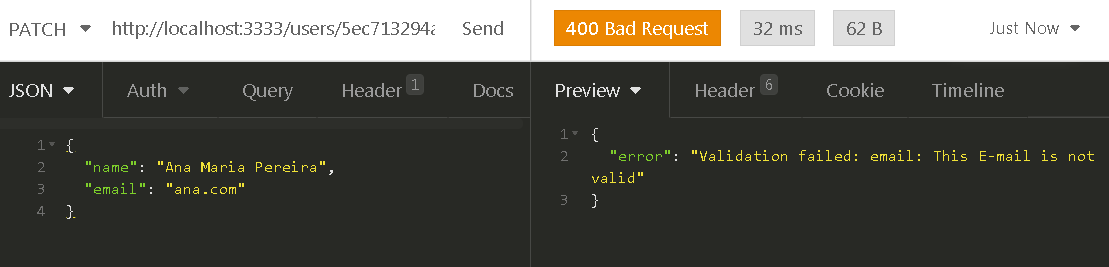 PATCH http://localhost:3333/users/5ec713294a Send
400 Bad Request 32 ms 62 B Just Now
JSON Auth Query Header 1 Docs
1 {
2 "name": "Ana Maria Pereira",
3 "email": "ana.com"
4 }
Preview Header 6 Cookie Timeline
1 {
2 "error": "Validation failed: email: This E-mail is not
valid"
3 }